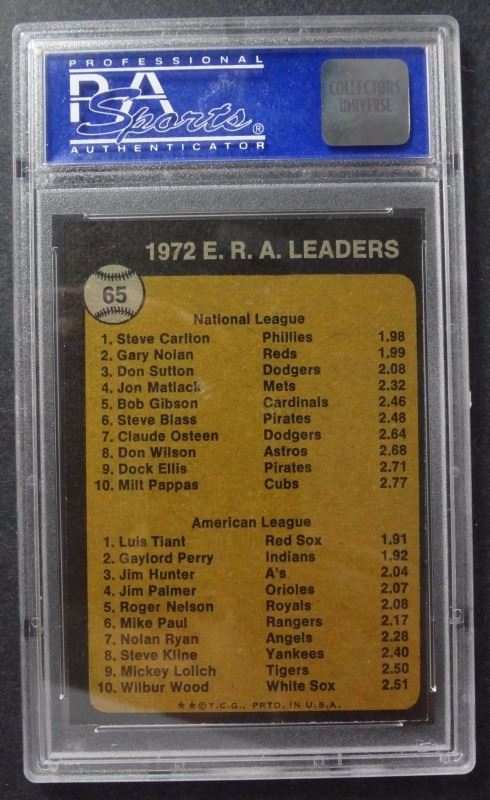 PROFESSIONAL
PSA
Sports®
AUTHENTICATOR
COLLECTORS
UNIVERSE
1972 E. R. A. LEADERS
65
National League
1. Steve Carlton Phillies 1.98
2. Gary Nolan Reds 1.99
3. Don Sutton Dodgers 2.08
4. Jon Matlack Mets 2.32
5. Bob Gibson Cardinals 2.46
6. Steve Blass Pirates 2.48
7. Claude Osteen Dodgers 2.64
8. Don Wilson Astros 2.68
9. Dock Ellis Pirates 2.71
10. Milt Pappas Cubs 2.77
American League
1. Luis Tiant Red Sox 1.91
2. Gaylord Perry Indians 1.92
3. Jim Hunter A's 2.04
4. Jim Palmer Orioles 2.07
5. Roger Nelson Royals 2.08
6. Mike Paul Rangers 2.17
7. Nolan Ryan Angels 2.28
8. Steve Kline Yankees 2.40
9. Mickey Lolich Tigers 2.50
10. Wilbur Wood White Sox 2.51
★★©T.C.G., PRTD. IN U.S.A.